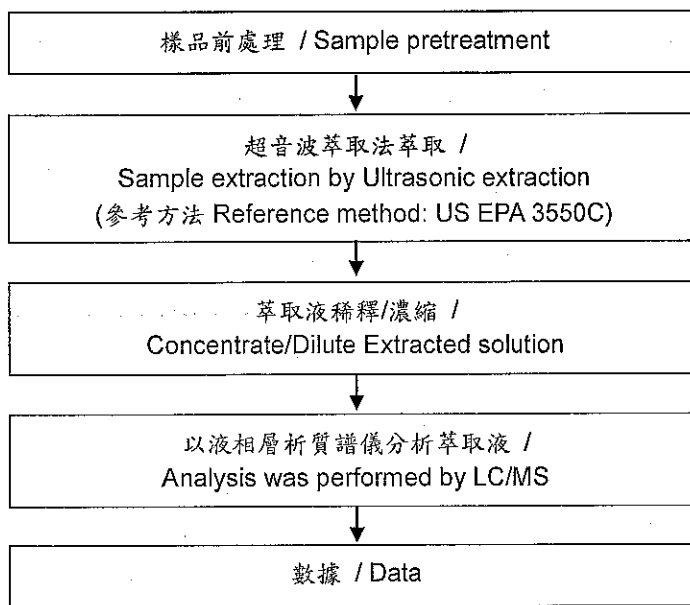 樣品前處理 / Sample pretreatment
超音波萃取法萃取 /
Sample extraction by Ultrasonic extraction
(參考方法 Reference method: US EPA 3550C)
萃取液稀釋/濃縮 /
Concentrate/Dilute Extracted solution
以液相層析質譜儀分析萃取液 /
Analysis was performed by LC/MS
數據 / Data